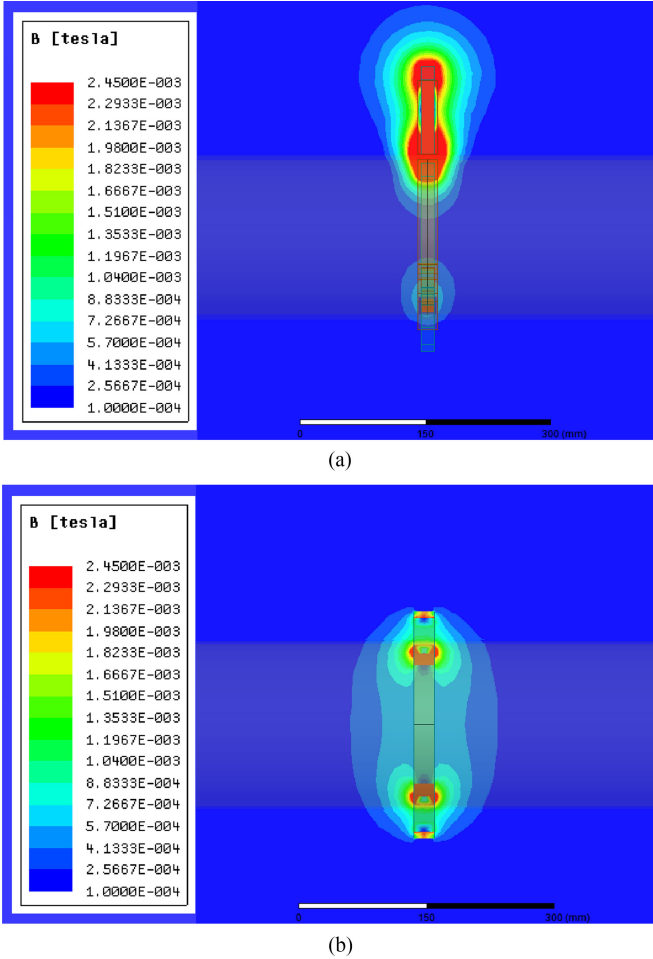 B [tesla]
2.4500E-003
2.2933E-003
2.1367E-003
1.9800E-003
1.8233E-003
1.6667E-003
1.5100E-003
1.3533E-003
1.1967E-003
1.0400E-003
8.8333E-004
7.2667E-004
5.7000E-004
4.1333E-004
2.5667E-004
1.0000E-004
0 150 300 (mm)
(a)
B [tesla]
2.4500E-003
2.2933E-003
2.1367E-003
1.9800E-003
1.8233E-003
1.6667E-003
1.5100E-003
1.3533E-003
1.1967E-003
1.0400E-003
8.8333E-004
7.2667E-004
5.7000E-004
4.1333E-004
2.5667E-004
1.0000E-004
0 150 300 (mm)
(b)